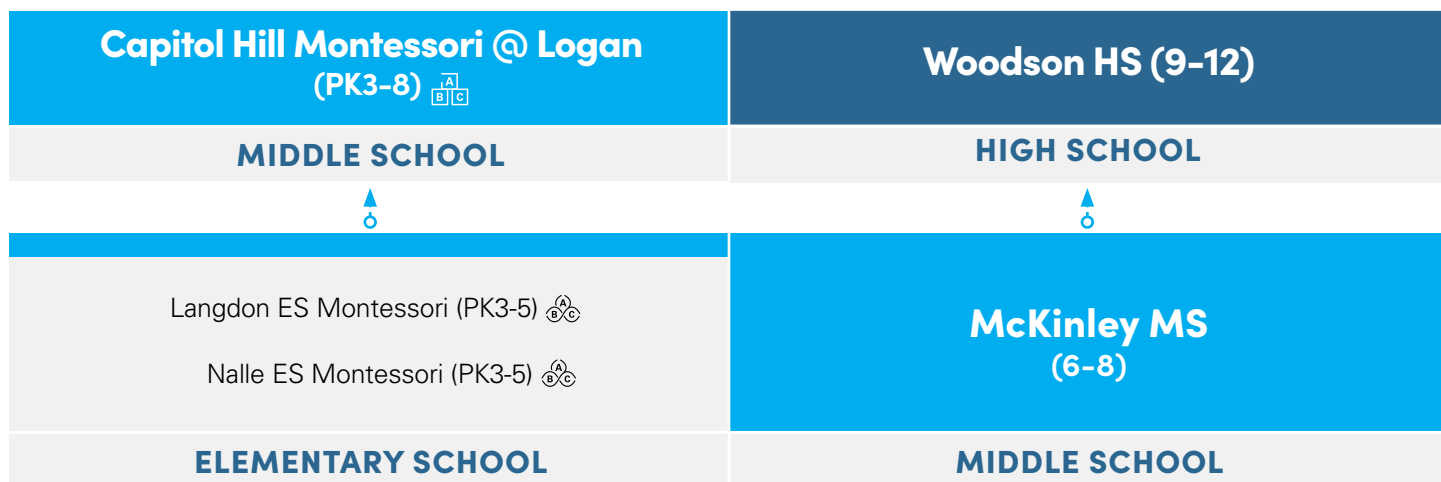 Capitol Hill Montessori @ Logan
(PK3-8) A B C
MIDDLE SCHOOL
Woodson HS (9-12)
HIGH SCHOOL
Langdon ES Montessori (PK3-5) A B C
Nalle ES Montessori (PK3-5) A B C
ELEMENTARY SCHOOL
McKinley MS
(6-8)
MIDDLE SCHOOL